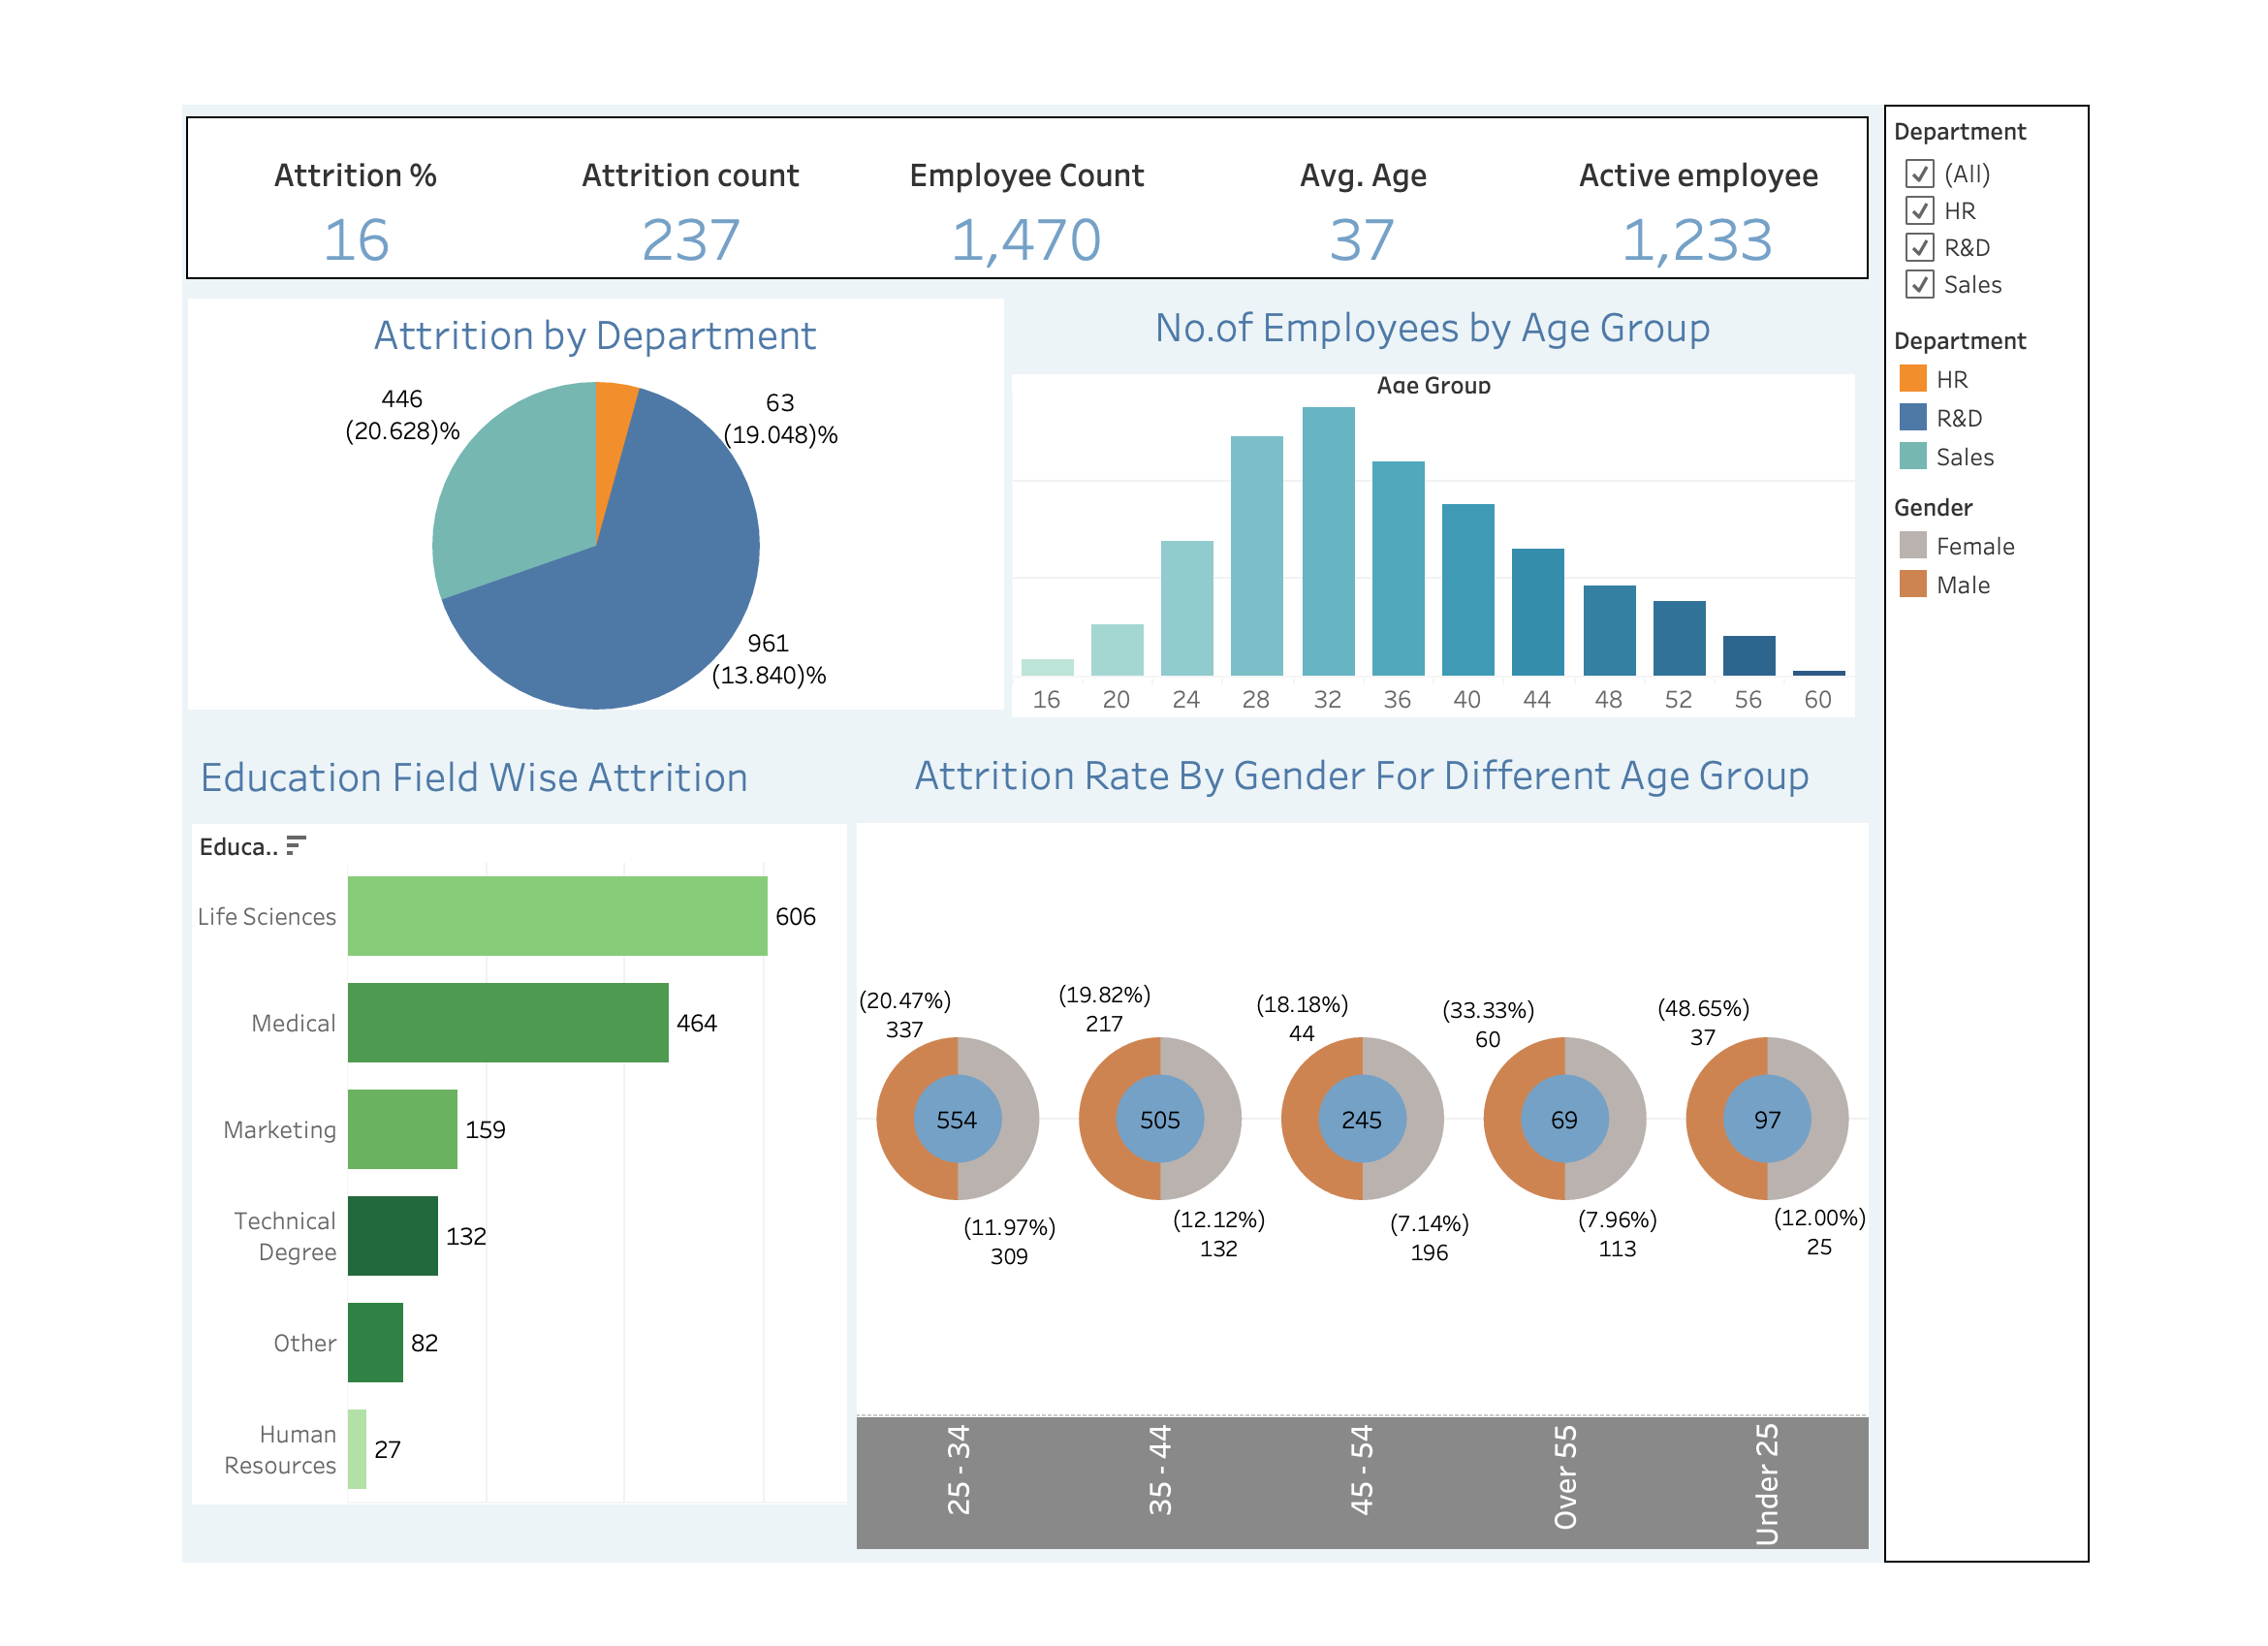 Attrition %
Attrition count
Employee Count
Avg. Age
Active employee
16
237
1,470
37
1,233
Attrition by Department
446
(20.628)%
63
(19.048)%
961
(13.840)%
No.of Employees by Age Group
Age Group
16 20 24 28 32 36 40 44 48 52 56 60
Education Field Wise Attrition
Educa..
Life Sciences
606
Medical
464
Marketing
159
Technical
Degree
132
Other
82
Human
Resources
27
Attrition Rate By Gender For Different Age Group
(20.47%)
337
554
(11.97%)
309
(19.82%)
217
505
(12.12%)
132
(18.18%)
44
245
(7.14%)
196
(33.33%)
60
69
(7.96%)
113
(48.65%)
37
97
(12.00%)
25
25 - 34
35 - 44
45 - 54
Over 55
Under 25
Department
(All)
HR
R&D
Sales
Department
HR
R&D
Sales
Gender
Female
Male